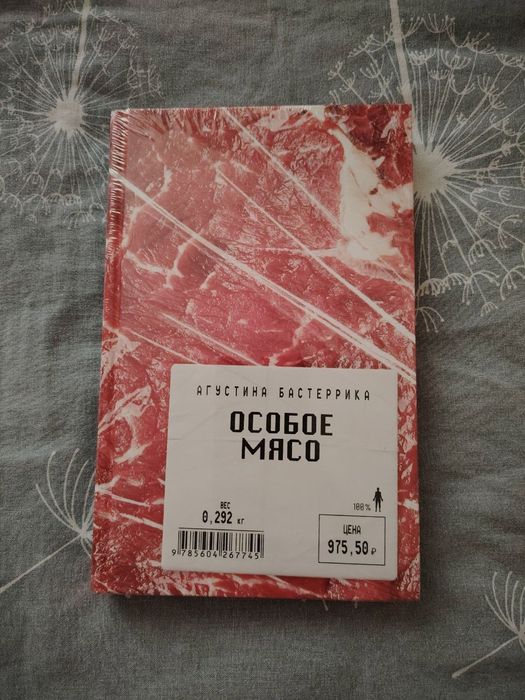 АГУСТИНА БАСТЕРРИКА
ОСОБОЕ
МЯСО
ВЕС
0,292 кг
9 785604 267745
100%
ЦЕНА
975,50₽